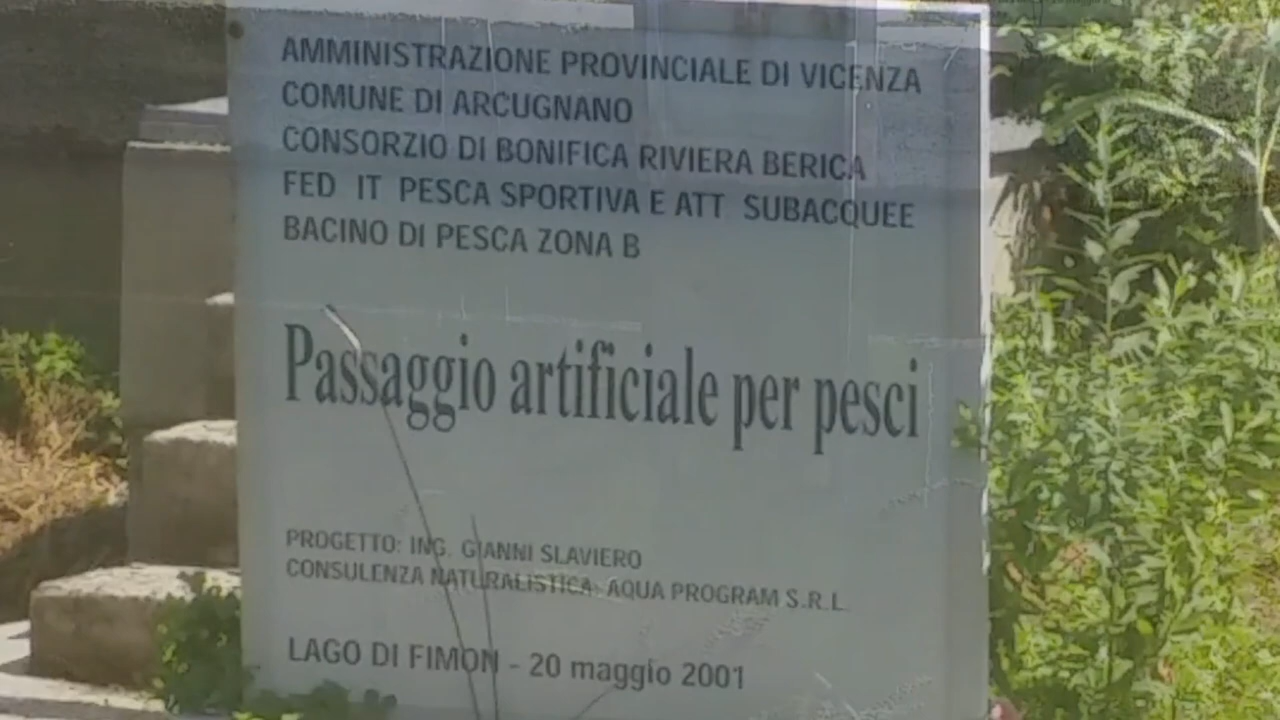 AMMINISTRAZIONE PROVINCIALE DI VICENZA
COMUNE DI ARCUGNANO
CONSORZIO DI BONIFICA RIVIERA BERICA
FED IT PESCA SPORTIVA E ATT SUBACQUEE
BACINO DI PESCA ZONA B
Passaggio artificiale per pesci
PROGETTO: ING. GIANNI SLAVIERO
CONSULENZA NATURALISTICA: AQUA PROGRAM S.R.L.
LAGO DI FIMON - 20 maggio 2001